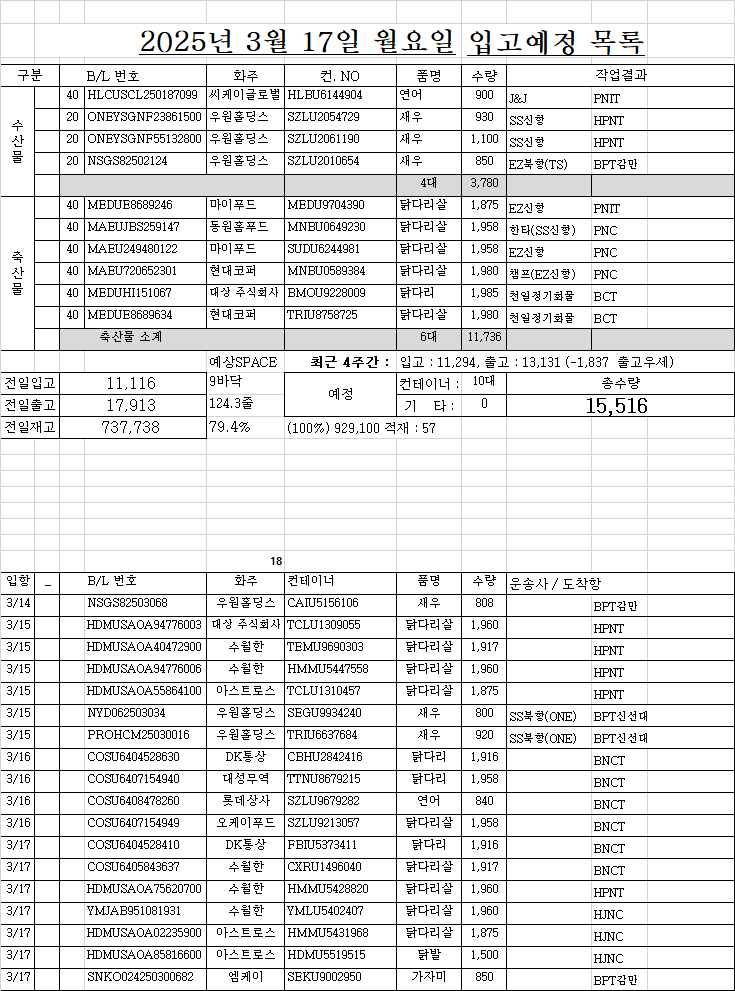 2025년 3월 17일 월요일 입고예정 목록
구분 B/L 번호 화주 컨. NO 품명 수량 작업결과
수산물
40 HLCUSCL250187099 씨케이글로벌 HLBU6144904 연어 900 J&J PNIT
20 ONEYSGNF23861500 우원홀딩스 SZLU2054729 새우 930 SS신항 HPNT
20 ONEYSGNF55132800 우원홀딩스 SZLU2061190 새우 1,100 SS신항 HPNT
20 NSGS82502124 우원홀딩스 SZLU2010654 새우 850 EZ북항(TS) BPT감만
4대 3,780
축산물
40 MEDUEB689246 마이푸드 MEDU9704390 닭다리살 1,875 EZ신항 PNIT
40 MAEUJBS259147 동원홈푸드 MNBU0649230 닭다리살 1,958 한타(SS신항) PNC
40 MAEU249480122 마이푸드 SUDU6244981 닭다리살 1,958 EZ신항 PNC
40 MAEU720652301 현대코퍼 MNBU0589384 닭다리살 1,980 챔프(EZ신항) PNC
40 MEDUHI151067 대상 주식회사 BMOU9228009 닭다리 1,985 천일정기화물 BCT
40 MEDUEB689634 현대코퍼 TRIU8758725 닭다리살 1,980 천일정기화물 BCT
축산물 소계 6대 11,736
예상SPACE 최근 4주간 : 입고 : 11,294, 출고 : 13,131 (-1,837 출고우세)
전일입고 11,116 9바닥 예정 컨테이너 : 10대 총수량
전일출고 17,913 124.3줄 기 타 : 0 15,516
전일재고 737,738 79.4% (100%) 929,100 적재 : 57
18
입항 _ B/L 번호 화주 컨테이너 품명 수량 운송사 / 도착항
3/14 NSGS82503068 우원홀딩스 CAIU5156106 새우 808 BPT감만
3/15 HDMUSAOA94776003 대상 주식회사 TCLU1309055 닭다리살 1,960 HPNT
3/15 HDMUSAOA40472900 수월한 TEMU9690303 닭다리살 1,917 HPNT
3/15 HDMUSAOA94776006 수월한 HMMU5447558 닭다리살 1,960 HPNT
3/15 HDMUSAOA55864100 아스트로스 TCLU1310457 닭다리살 1,875 HPNT
3/15 NYD062503034 우원홀딩스 SEGU9934240 새우 800 SS북항(ONE) BPT신선대
3/15 PROHCM25030016 우원홀딩스 TRIU6637684 새우 920 SS북항(ONE) BPT신선대
3/16 COSU6404528630 DK통상 CBHU2842416 닭다리 1,916 BNCT
3/16 COSU6407154940 대성무역 TTNU8679215 닭다리 1,958 BNCT
3/16 COSU6408478260 롯데상사 SZLU9679282 연어 840 BNCT
3/16 COSU6407154949 오케이푸드 SZLU9213057 닭다리살 1,958 BNCT
3/17 COSU6404528410 DK통상 FBIU5373411 닭다리 1,916 BNCT
3/17 COSU6405843637 수월한 CXRU1496040 닭다리살 1,917 BNCT
3/17 HDMUSAOA75620700 수월한 HMMU5428820 닭다리살 1,960 HPNT
3/17 YMJAB951081931 수월한 YMLU5402407 닭다리살 1,960 HJNC
3/17 HDMUSAOA02235900 아스트로스 HMMU5431968 닭다리살 1,875 HJNC
3/17 HDMUSAOA85816600 아스트로스 HDMU5519515 닭발 1,500 HJNC
3/17 SNKO024250300682 엠케이 SEKU9002950 가자미 850 BPT감만